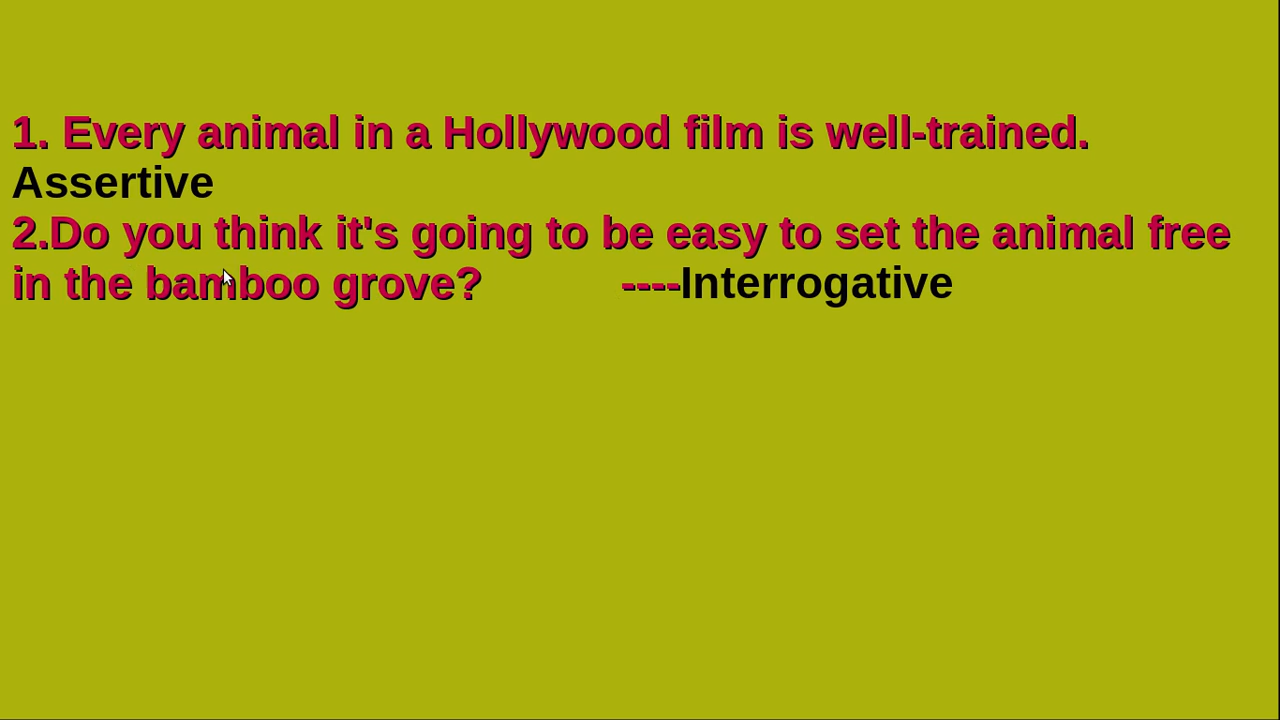 1. Every animal in a Hollywood film is well-trained.
Assertive
2.Do you think it's going to be easy to set the animal free
in the bamboo grove? ----Interrogative